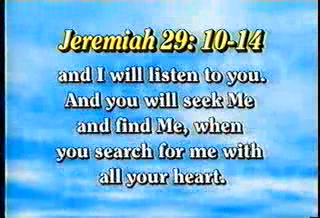 Jeremiah 29: 10-14
and I will listen to you.
And you will seek Me
and find Me, when
you search for me with
all your heart.